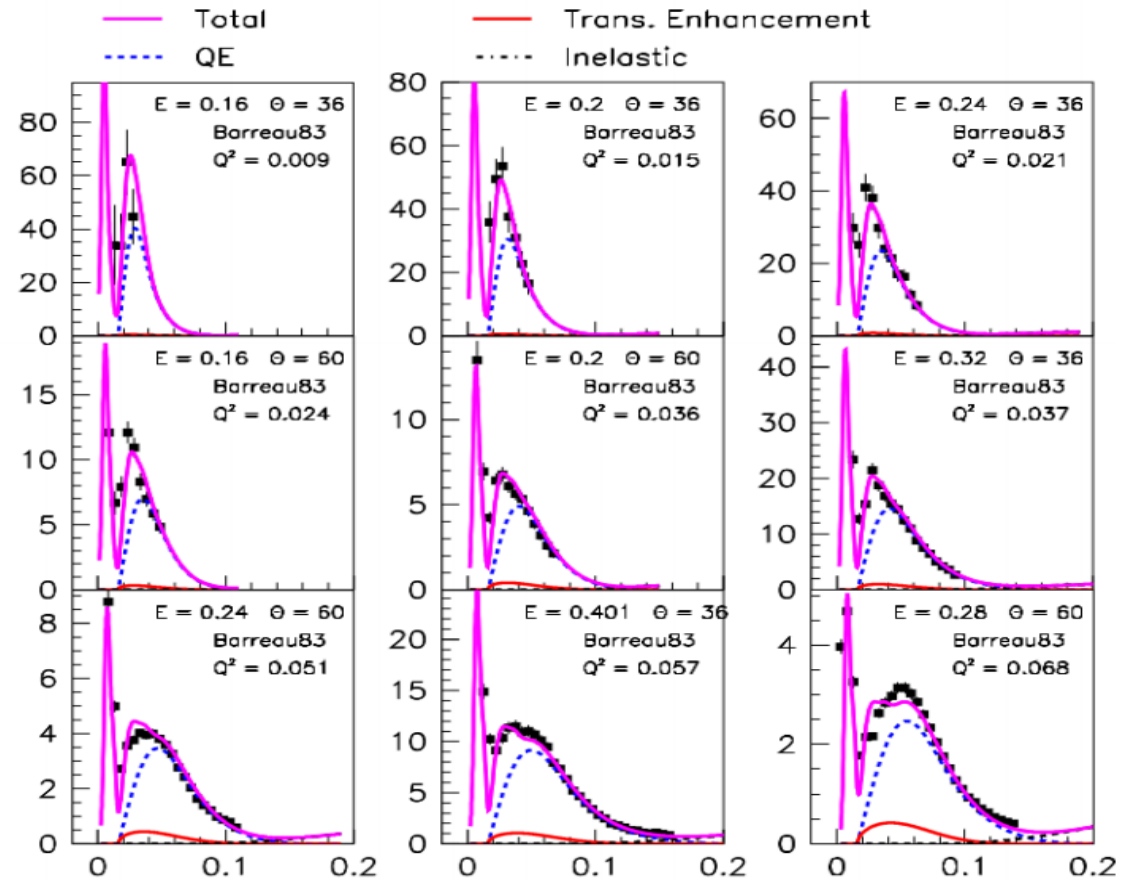 Total
Trans. Enhancement
QE
Inelastic
E = 0.16 Θ = 36
Barreau83
Q² = 0.009
80
60
40
20
0
E = 0.2 Θ = 36
Barreau83
Q² = 0.015
80
60
40
20
0
E = 0.24 Θ = 36
Barreau83
Q² = 0.021
60
40
20
0
E = 0.16 Θ = 60
Barreau83
Q² = 0.024
15
10
5
0
E = 0.2 Θ = 60
Barreau83
Q² = 0.036
10
5
0
E = 0.32 Θ = 36
Barreau83
Q² = 0.037
40
30
20
10
0
E = 0.24 Θ = 60
Barreau83
Q² = 0.051
8
6
4
2
0
0 0.1 0.2
E = 0.401 Θ = 36
Barreau83
Q² = 0.057
20
15
10
5
0
0 0.1
E = 0.28 Θ = 60
Barreau83
Q² = 0.068
4
2
0
0 0.1 0.2